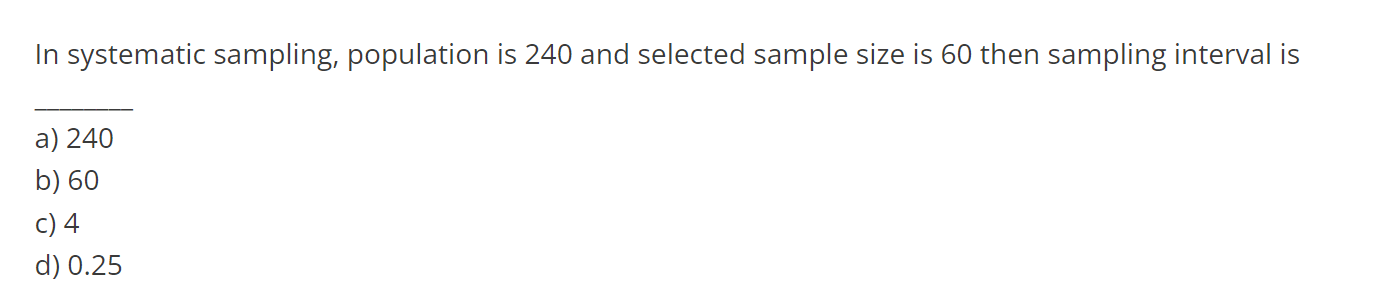 In systematic sampling, population is 240 and selected sample size is 60 then sampling interval is
________
a) 240
b) 60
c) 4
d) 0.25